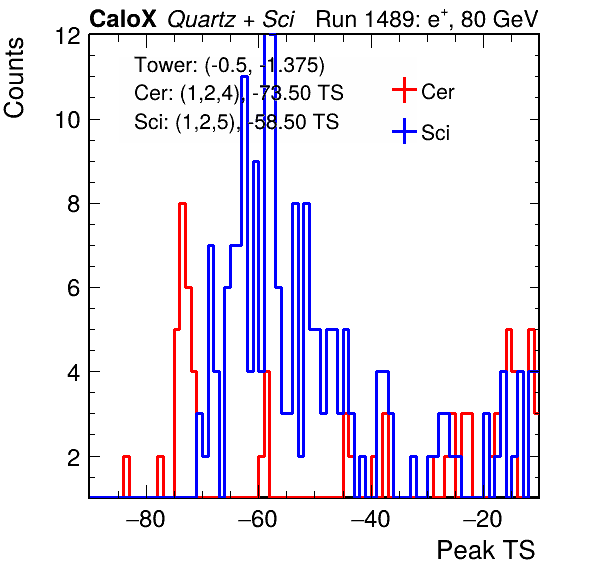 CaloX Quartz + Sci Run 1489: e+, 80 GeV
Counts
12
10
8
6
4
2
Tower: (-0.5, -1.375)
Cer: (1,2,4), -73.50 TS
Sci: (1,2,5), -58.50 TS
Cer
Sci
−80 −60 −40 −20
Peak TS